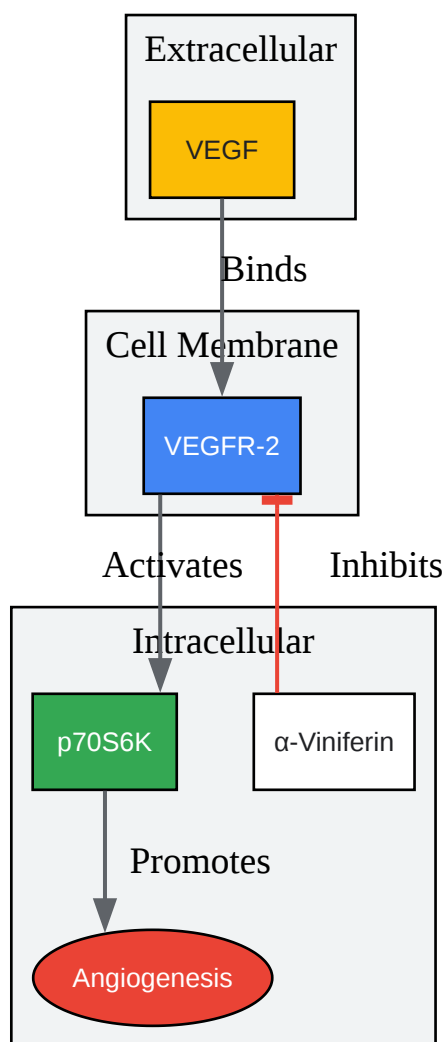 Extracellular
VEGF
Binds
Cell Membrane
VEGFR-2
Activates
Inhibits
Intracellular
p70S6K
α-Viniferin
Promotes
Angiogenesis